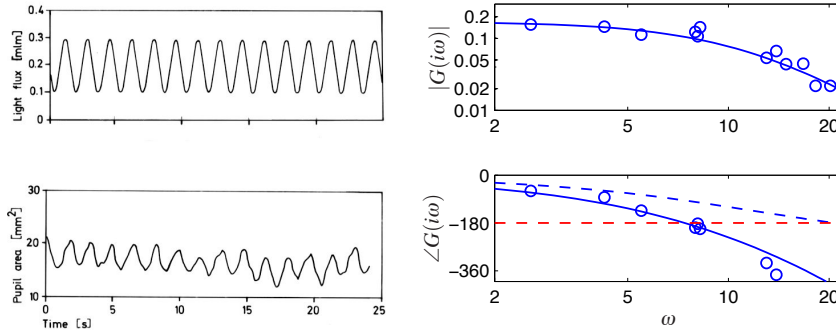 Light flux [mlm]
0.4
0.3
0.2
0.1
0
Pupil area [mm²]
30
20
10
0 5 10 15 20 25
Time [s]
|G(iω)|
0.2
0.1
0.05
0.02
0.01
2 5 10 20
∠G(iω)
0
−180
−360
2 5 10 20
ω